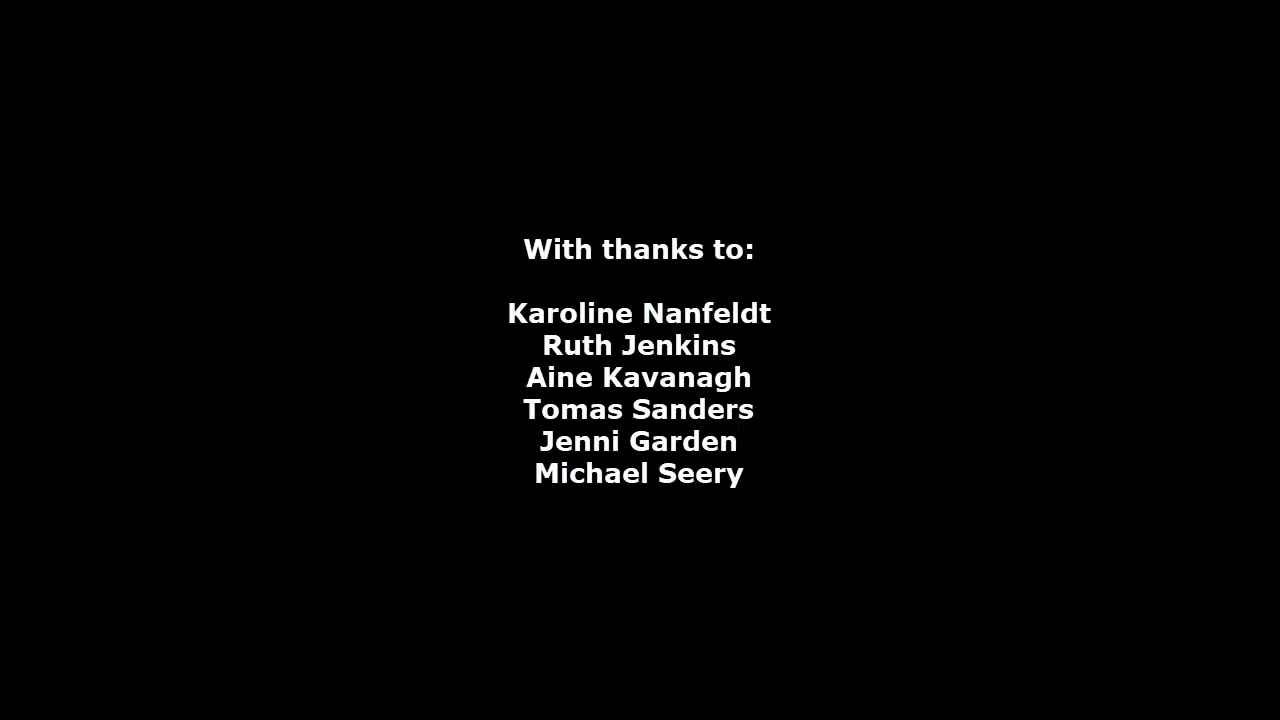 With thanks to:
Karoline Nanfeldt
Ruth Jenkins
Aine Kavanagh
Tomas Sanders
Jenni Garden
Michael Seery